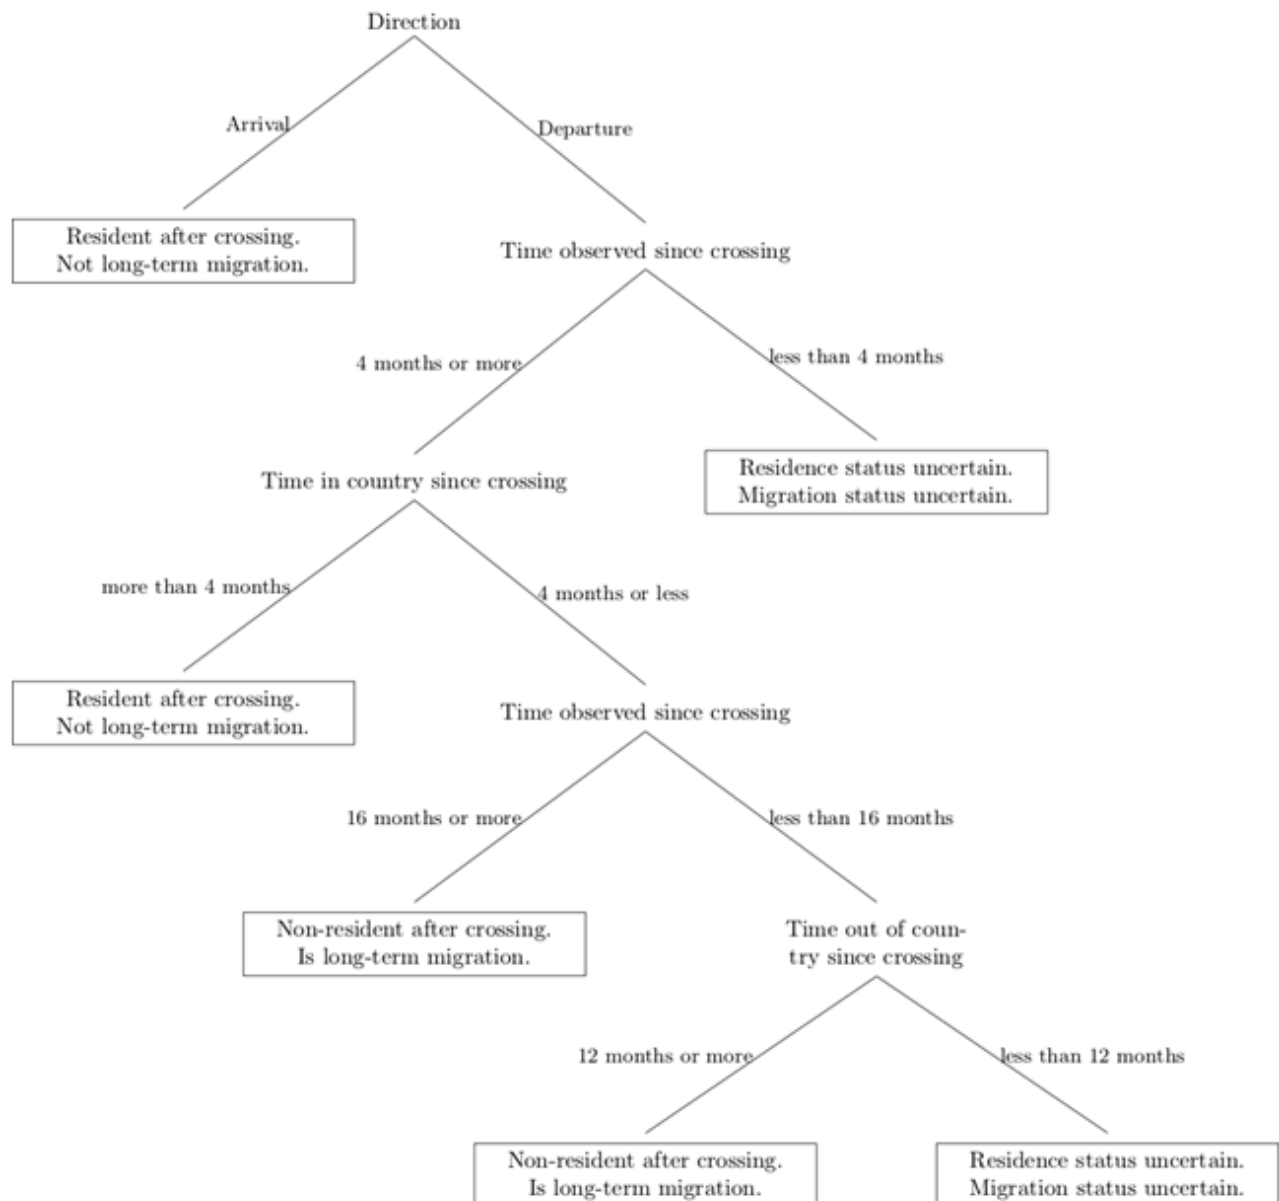 Direction
Arrival
Departure
Resident after crossing.
Not long-term migration.
Time observed since crossing
4 months or more
less than 4 months
Time in country since crossing
Residence status uncertain.
Migration status uncertain.
more than 4 months
4 months or less
Resident after crossing.
Not long-term migration.
Time observed since crossing
16 months or more
less than 16 months
Non-resident after crossing.
Is long-term migration.
Time out of coun-
try since crossing
12 months or more
less than 12 months
Non-resident after crossing.
Is long-term migration.
Residence status uncertain.
Migration status uncertain.